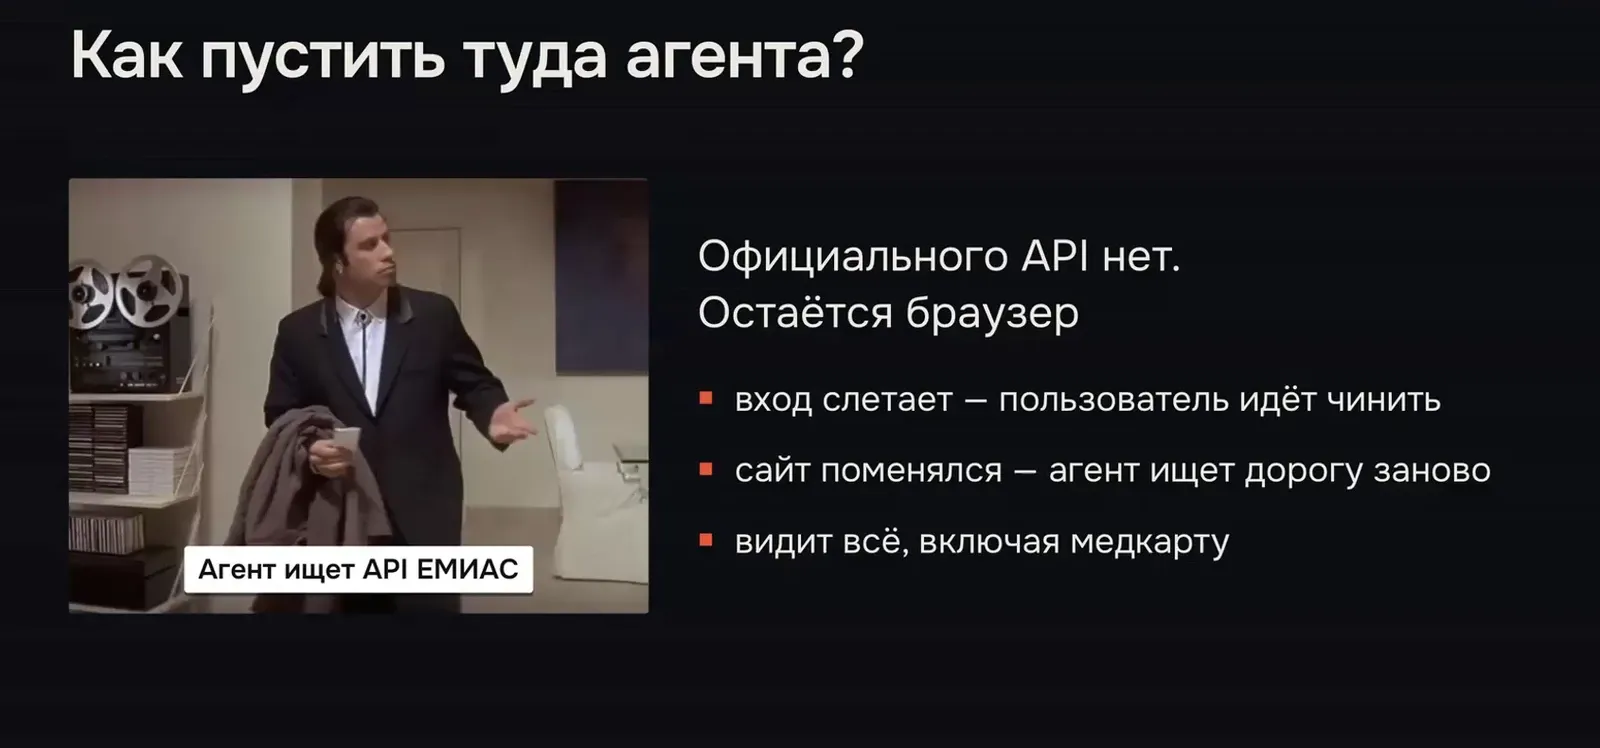 Как пустить туда агента?
Официального API нет.
Остаётся браузер
вход слетает — пользователь идёт чинить
сайт поменялся — агент ищет дорогу заново
видит всё, включая медкарту
Агент ищет API ЕМИАС